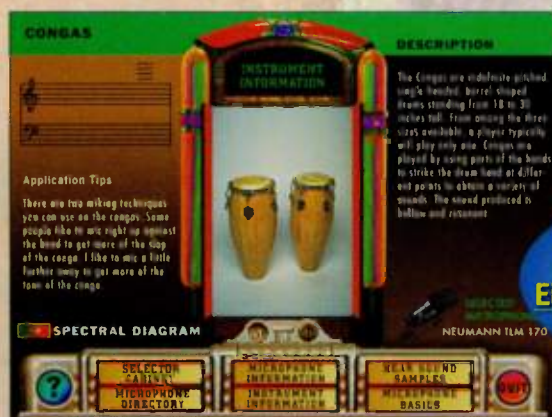 CONGAS
INSTRUMENT
INFORMATION
DESCRIPTION
The Congas are indefinite pitched
single headed, barrel shaped
drums standing from 18 to 30
inches tall. From among the three
sizes available, a player typically
will play only one. Congas are
played by using parts of the hands
to strike the drum head at differ-
ent points to obtain a variety of
sounds. The sound produced is
hollow and resonant
Application Tips
There are two miking techniques
you can use on the congas. Some
people like to mic right up against
the head to get more of the slap
of the conga. I like to mic a little
further away to get more of the
tone of the conga
SELECTED
MICROPHONE
NEUMANN TLM 170
SPECTRAL DIAGRAM
?
SELECTOR
CABINET
MICROPHONE
DIRECTORY
MICROPHONE
INFORMATION
INSTRUMENT
INFORMATION
HEAR SOUND
SAMPLES
MICROPHONE
BASICS
QUIT